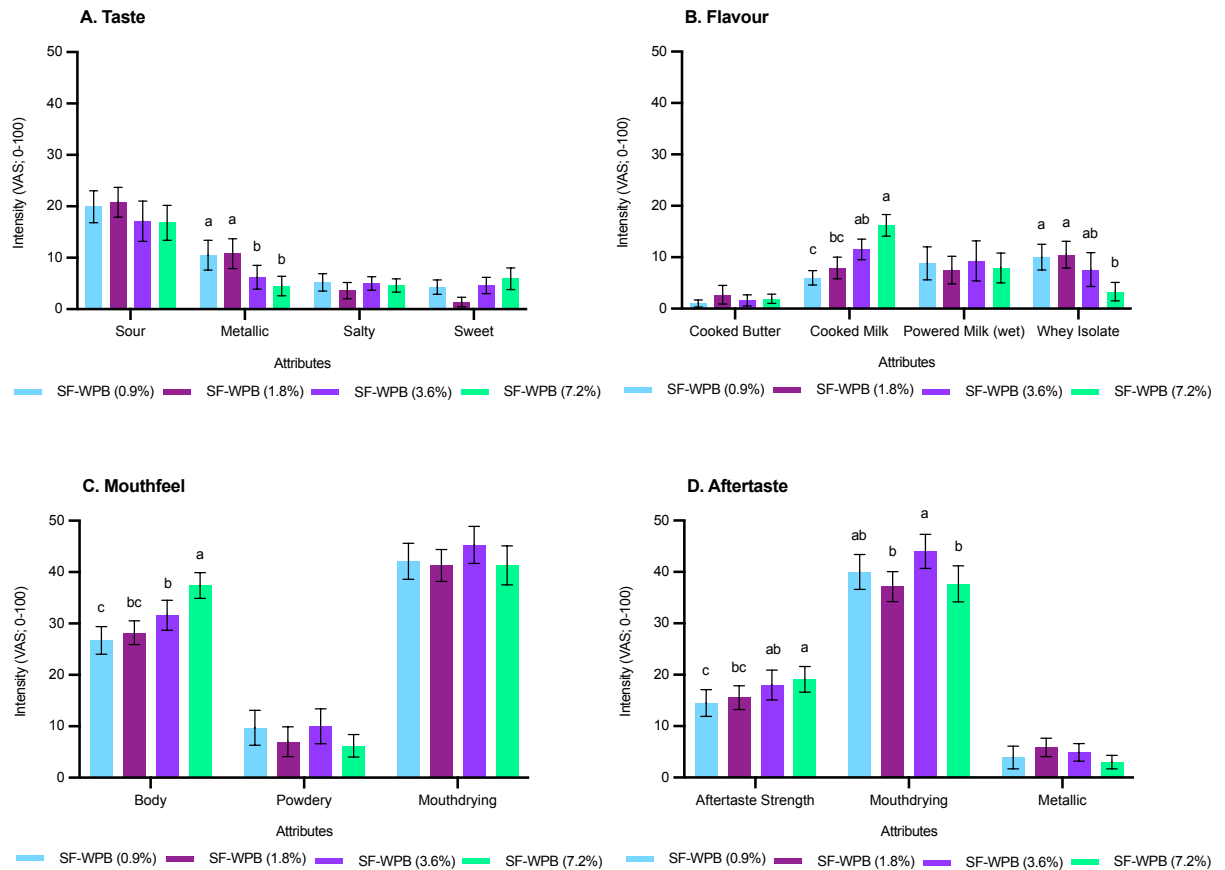 A. Taste
Intensity (VAS; 0-100)
50
40
30
20
10
0
a
a
b
b
Sour
Metallic
Salty
Sweet
Attributes
SF-WPB (0.9%)
SF-WPB (1.8%)
SF-WPB (3.6%)
SF-WPB (7.2%)
B. Flavour
Intensity (VAS; 0-100)
50
40
30
20
10
0
c
bc
ab
a
a
a
ab
b
Cooked Butter
Cooked Milk
Powered Milk (wet)
Whey Isolate
Attributes
SF-WPB (0.9%)
SF-WPB (1.8%)
SF-WPB (3.6%)
SF-WPB (7.2%)
C. Mouthfeel
Intensity (VAS; 0-100)
50
40
30
20
10
0
c
bc
b
a
Body
Powdery
Mouthdrying
Attributes
SF-WPB (0.9%)
SF-WPB (1.8%)
SF-WPB (3.6%)
SF-WPB (7.2%)
D. Aftertaste
Intensity (VAS; 0-100)
50
40
30
20
10
0
c
bc
ab
a
ab
b
a
b
Aftertaste Strength
Mouthdrying
Metallic
Attributes
SF-WPB (0.9%)
SF-WPB (1.8%)
SF-WPB (3.6%)
SF-WPB (7.2%)